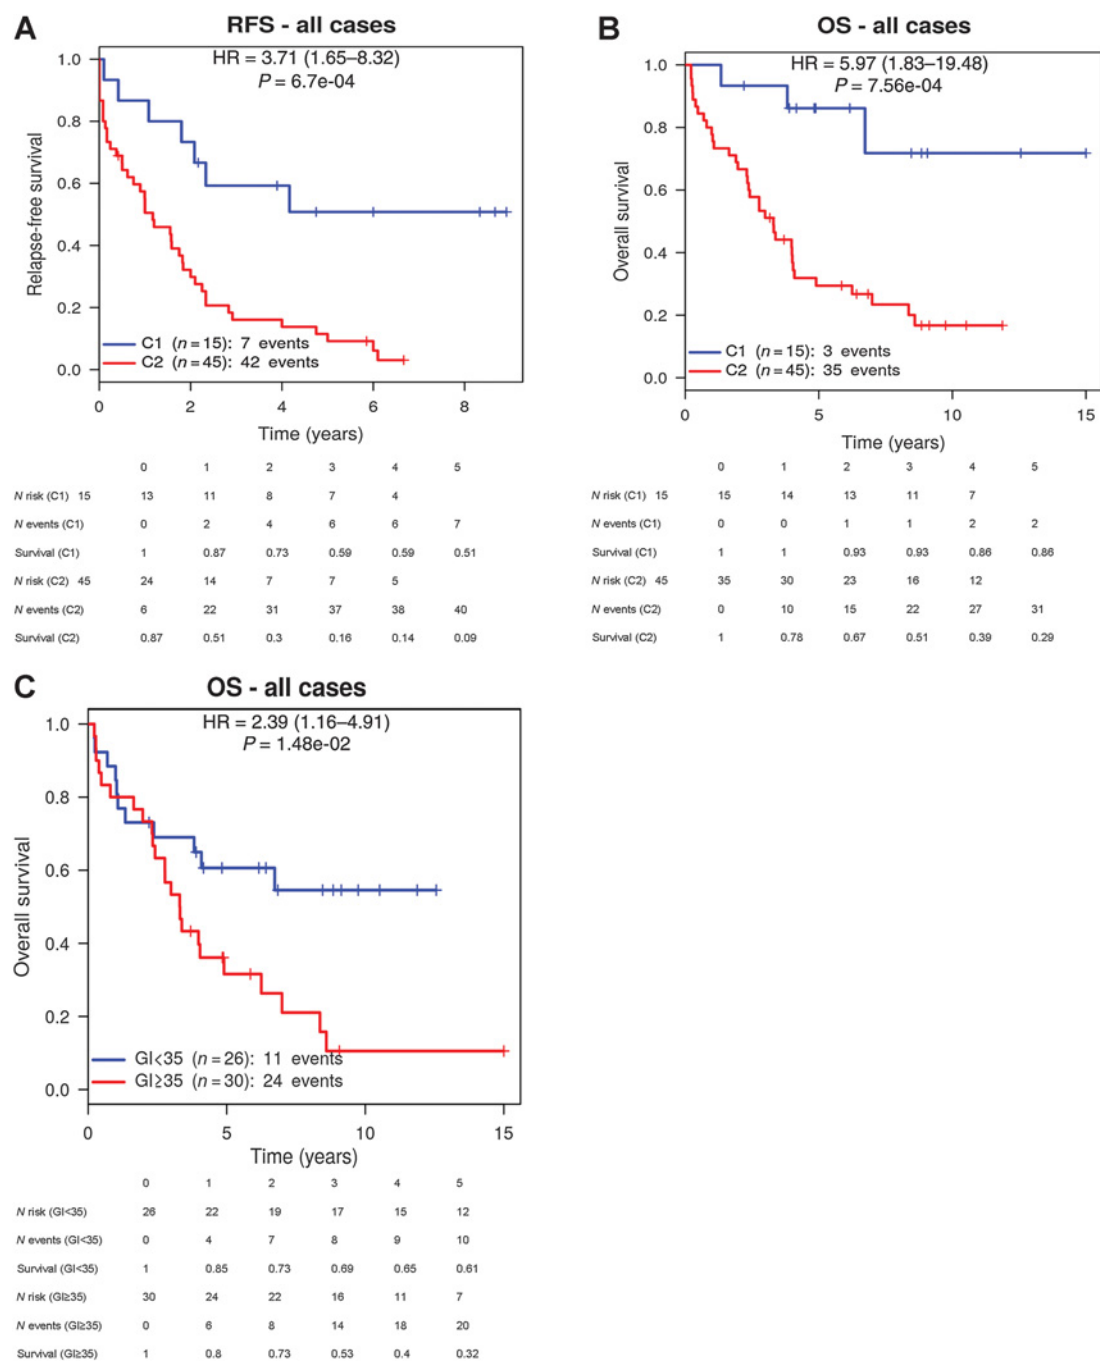 A
RFS - all cases
HR = 3.71 (1.65–8.32)
P = 6.7e-04
Relapse-free survival
1.0
0.8
0.6
0.4
0.2
0.0
C1 (n=15): 7 events
C2 (n=45): 42 events
0 2 4 6 8
Time (years)
0 1 2 3 4 5
N risk (C1) 15 13 11 8 7 4
N events (C1) 0 2 4 6 6 7
Survival (C1) 1 0.87 0.73 0.59 0.59 0.51
N risk (C2) 45 24 14 7 7 5
N events (C2) 6 22 31 37 38 40
Survival (C2) 0.87 0.51 0.3 0.16 0.14 0.09
B
OS - all cases
HR = 5.97 (1.83–19.48)
P = 7.56e-04
Overall survival
1.0
0.8
0.6
0.4
0.2
0.0
C1 (n=15): 3 events
C2 (n=45): 35 events
0 5 10 15
Time (years)
0 1 2 3 4 5
N risk (C1) 15 15 14 13 11 7
N events (C1) 0 0 1 1 2 2
Survival (C1) 1 1 0.93 0.93 0.86 0.86
N risk (C2) 45 35 30 23 16 12
N events (C2) 0 10 15 22 27 31
Survival (C2) 1 0.78 0.67 0.51 0.39 0.29
C
OS - all cases
HR = 2.39 (1.16–4.91)
P = 1.48e-02
Overall survival
1.0
0.8
0.6
0.4
0.2
0.0
GI<35 (n=26): 11 events
GI≥35 (n=30): 24 events
0 5 10 15
Time (years)
0 1 2 3 4 5
N risk (GI<35) 26 22 19 17 15 12
N events (GI<35) 0 4 7 8 9 10
Survival (GI<35) 1 0.85 0.73 0.69 0.65 0.61
N risk (GI≥35) 30 24 22 16 11 7
N events (GI≥35) 0 6 8 14 18 20
Survival (GI≥35) 1 0.8 0.73 0.53 0.4 0.32